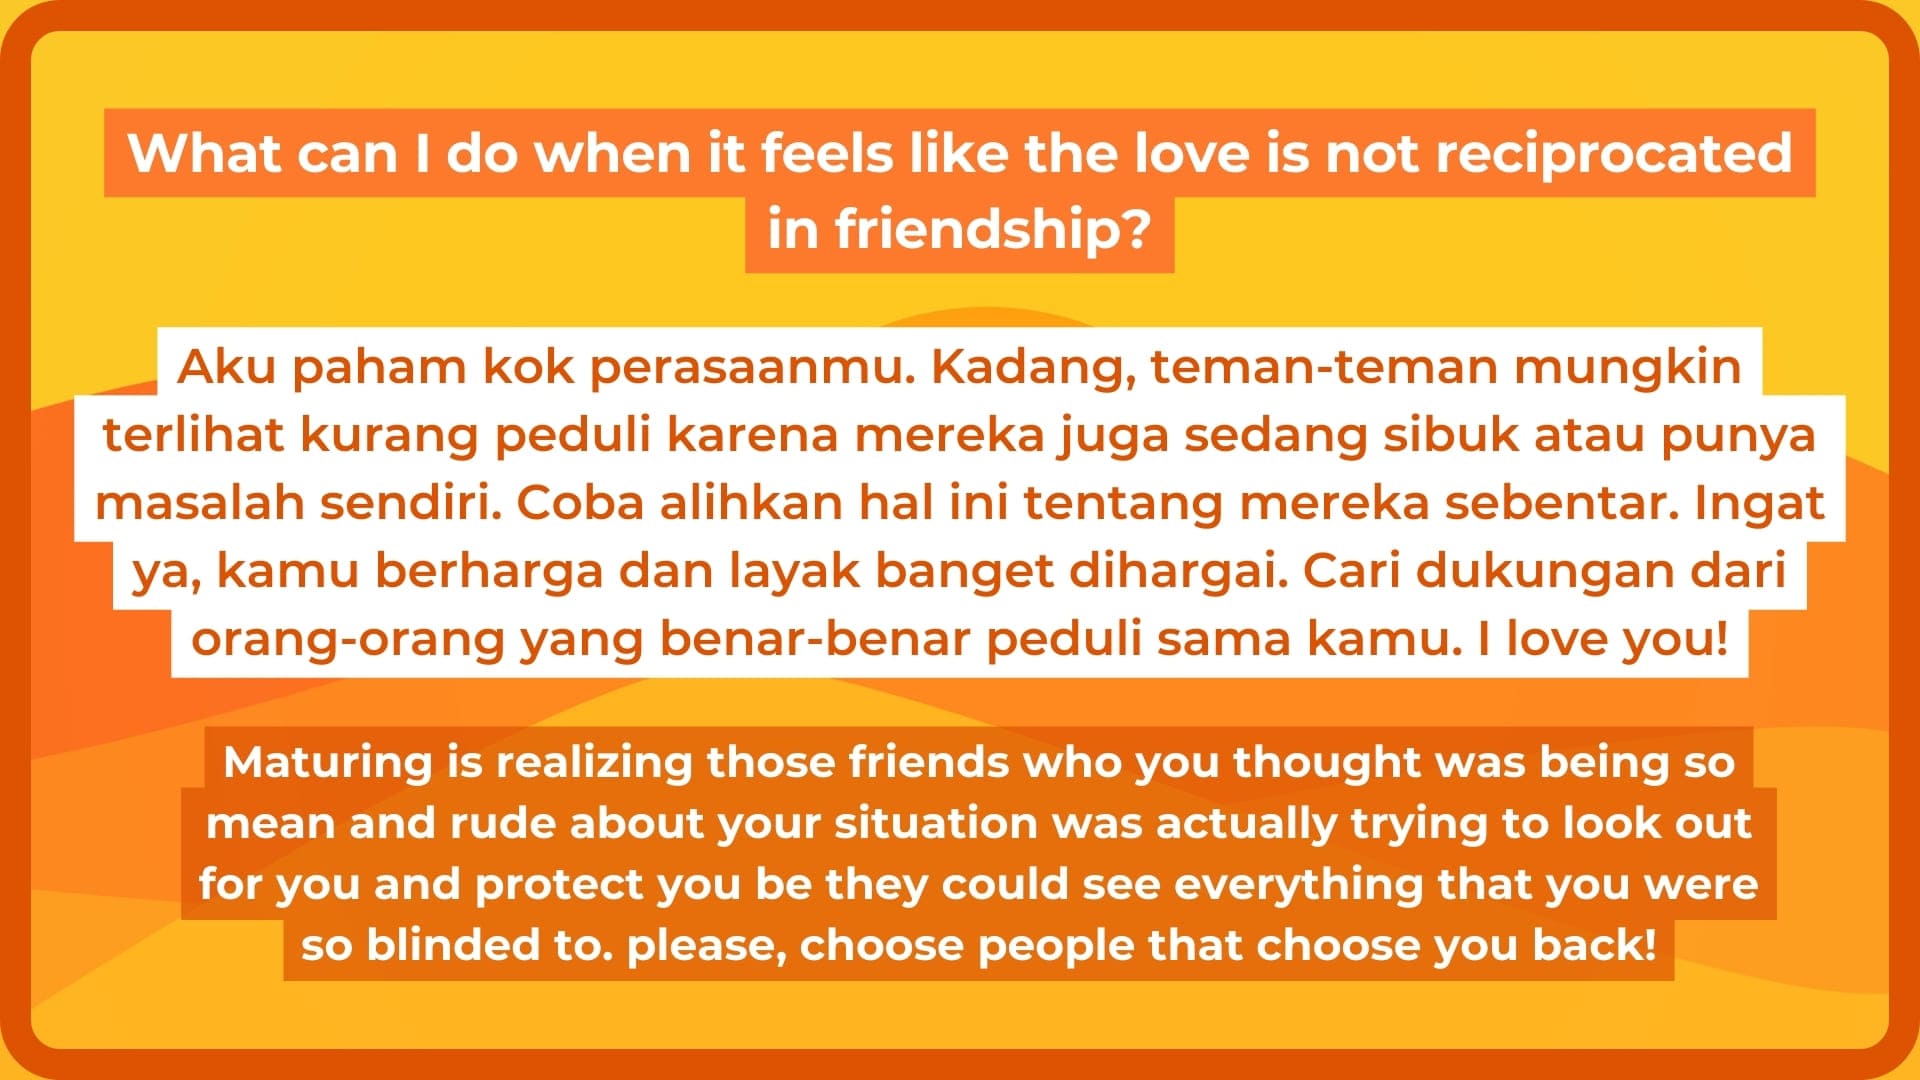 What can I do when it feels like the love is not reciprocated
in friendship?
Aku paham kok perasaanmu. Kadang, teman-teman mungkin
terlihat kurang peduli karena mereka juga sedang sibuk atau punya
masalah sendiri. Coba alihkan hal ini tentang mereka sebentar. Ingat
ya, kamu berharga dan layak banget dihargai. Cari dukungan dari
orang-orang yang benar-benar peduli sama kamu. I love you!
Maturing is realizing those friends who you thought was being so
mean and rude about your situation was actually trying to look out
for you and protect you be they could see everything that you were
so blinded to. please, choose people that choose you back!